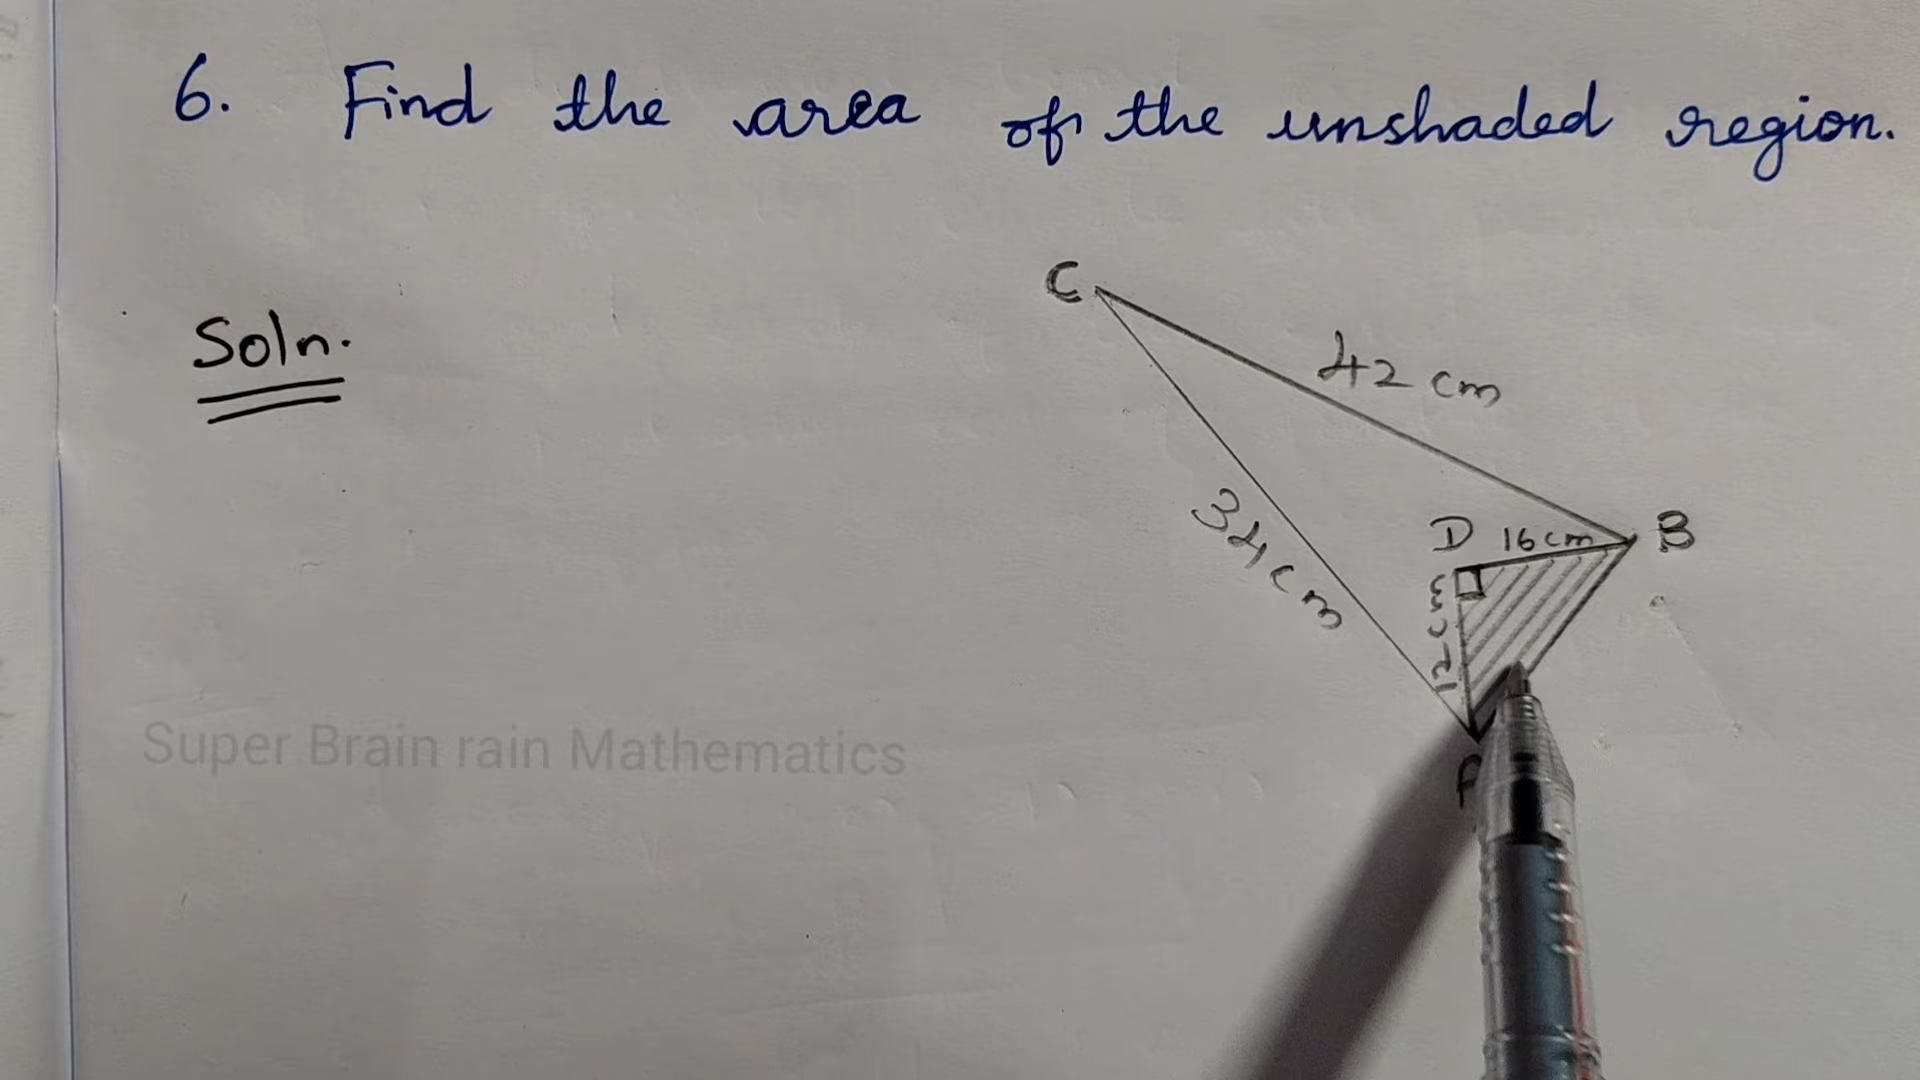 6. Find the area of the unshaded region.
Soln.
C
42 cm
34 cm
D 16 cm B
12 cm
A
Super Brain rain Mathematics